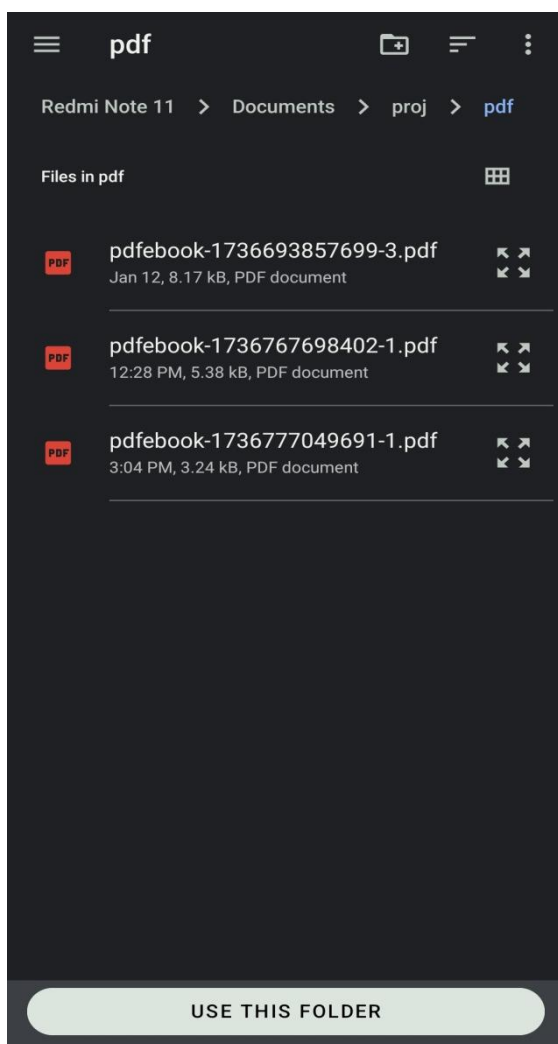 pdf
Redmi Note 11 > Documents > proj > pdf
Files in pdf
PDF
pdfebook-1736693857699-3.pdf
Jan 12, 8.17 kB, PDF document
PDF
pdfebook-1736767698402-1.pdf
12:28 PM, 5.38 kB, PDF document
PDF
pdfebook-1736777049691-1.pdf
3:04 PM, 3.24 kB, PDF document
USE THIS FOLDER